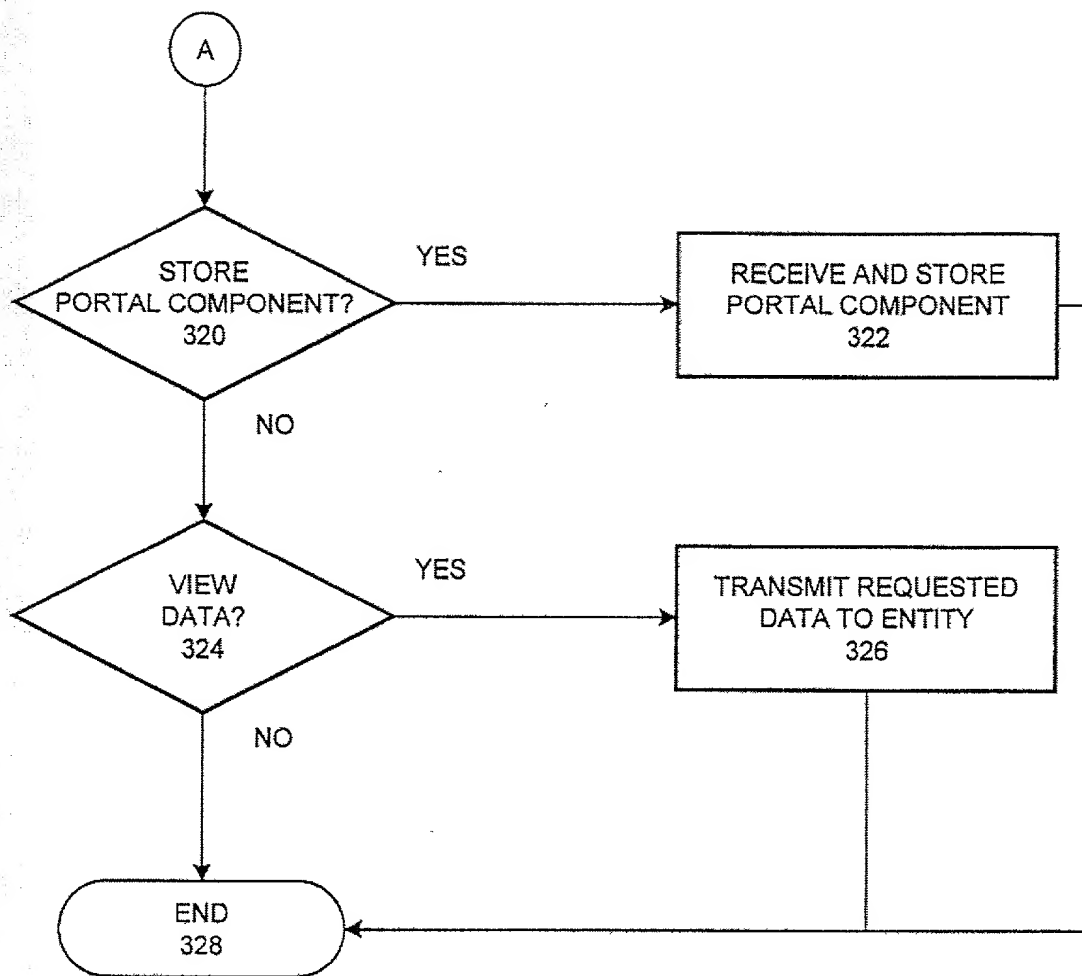 A
STORE
PORTAL COMPONENT?
320
YES
RECEIVE AND STORE
PORTAL COMPONENT
322
NO
VIEW
DATA?
324
YES
TRANSMIT REQUESTED
DATA TO ENTITY
326
NO
END
328